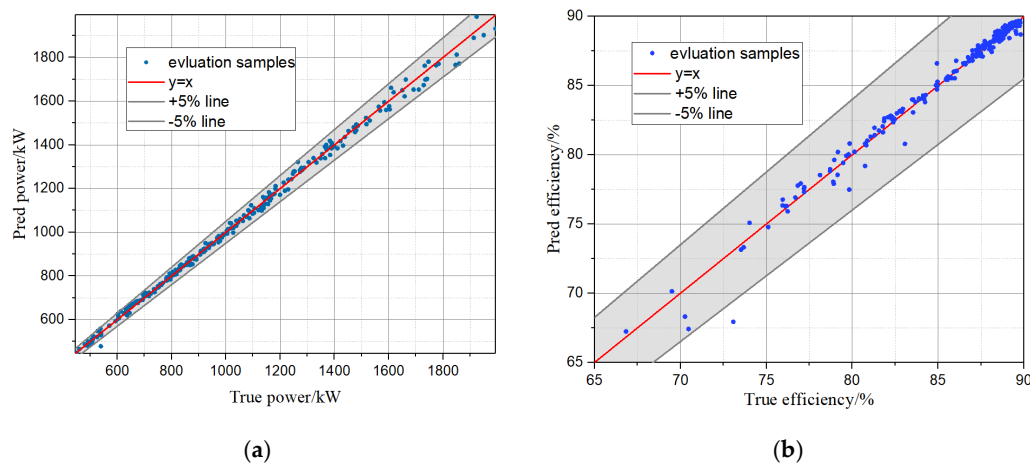 1800
1600
1400
1200
1000
800
600
600 800 1000 1200 1400 1600 1800
Pred power/kW
True power/kW
evluation samples
y=x
+5% line
-5% line
(a)
90
85
80
75
70
65
65 70 75 80 85 90
Pred efficiency/%
True efficiency/%
evluation samples
y=x
+5% line
-5% line
(b)